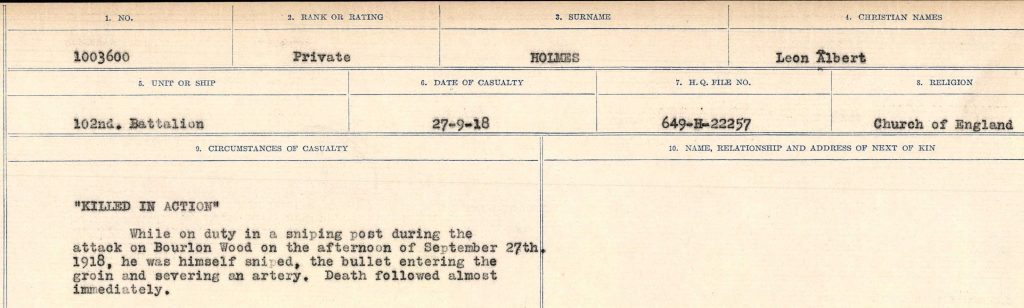 1. NO. 2. RANK OR RATING 3. SURNAME 4. CHRISTIAN NAMES
1003600 Private HOLMES Leon Albert
5. UNIT OR SHIP 6. DATE OF CASUALTY 7. H.Q. FILE NO. 8. RELIGION
102nd. Battalion 27-9-18 649-H-22257 Church of England
9. CIRCUMSTANCES OF CASUALTY 10. NAME, RELATIONSHIP AND ADDRESS OF NEXT OF KIN
"KILLED IN ACTION"
While on duty in a sniping post during the
attack on Bourlon Wood on the afternoon of September 27th.
1918, he was himself sniped, the bullet entering the
groin and severing an artery. Death followed almost
immediately.